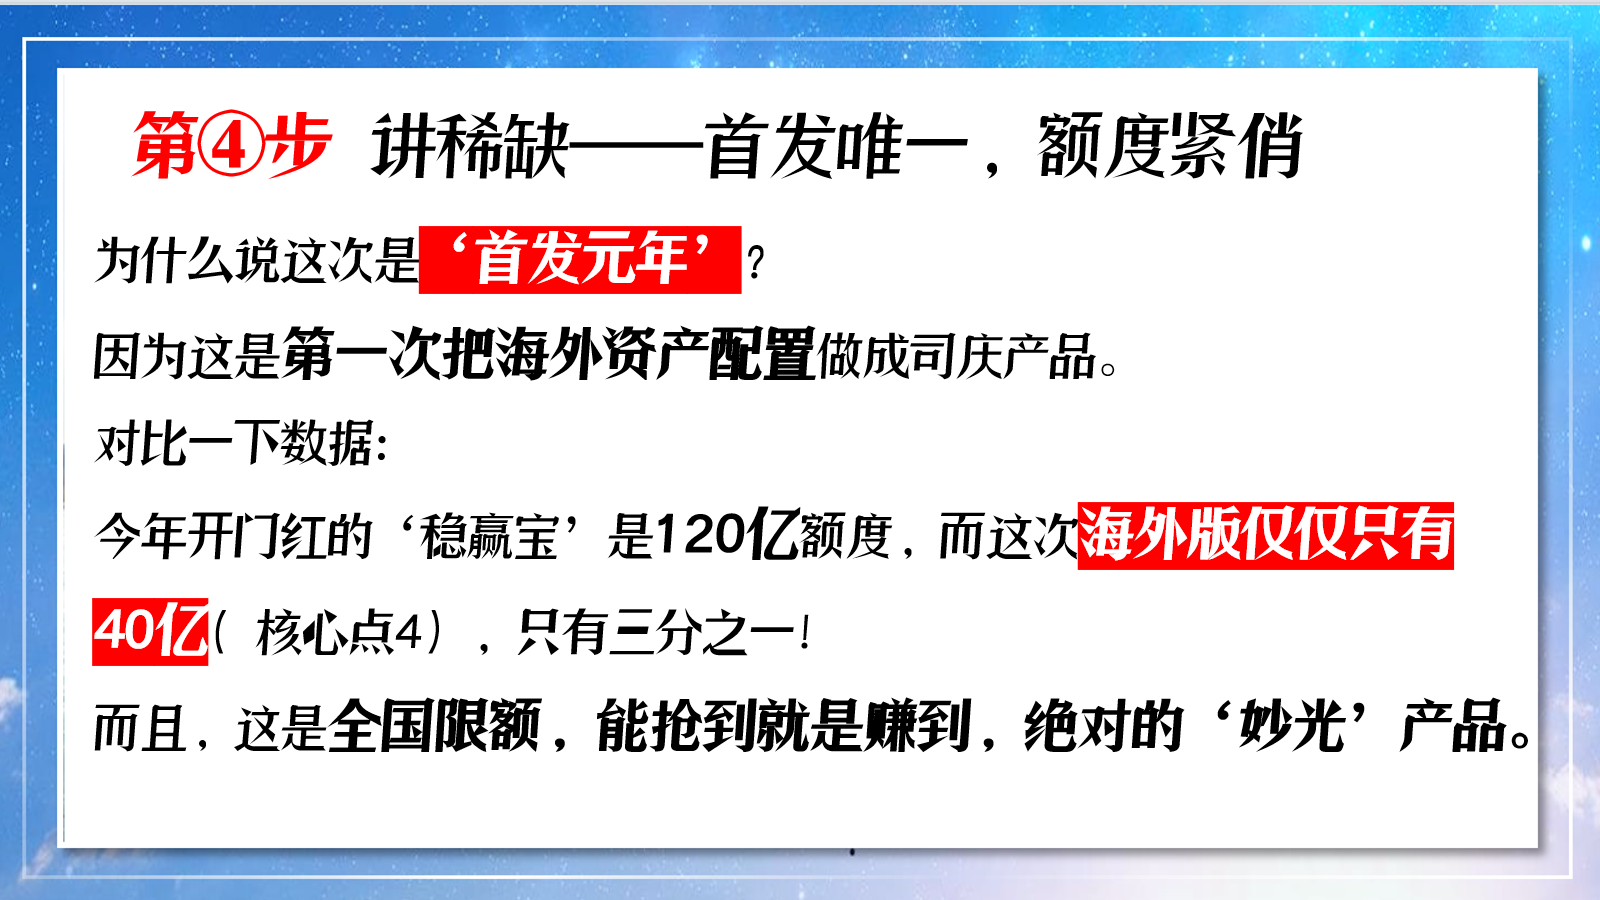 第④步 讲稀缺——首发唯一，额度紧俏
为什么说这次是‘首发元年’？
因为这是第一次把海外资产配置做成司庆产品。
对比一下数据：
今年开门红的‘稳赢宝’是120亿额度，而这次海外版仅仅只有
40亿（核心点4），只有三分之一！
而且，这是全国限额，能抢到就是赚到，绝对的‘妙光’产品。